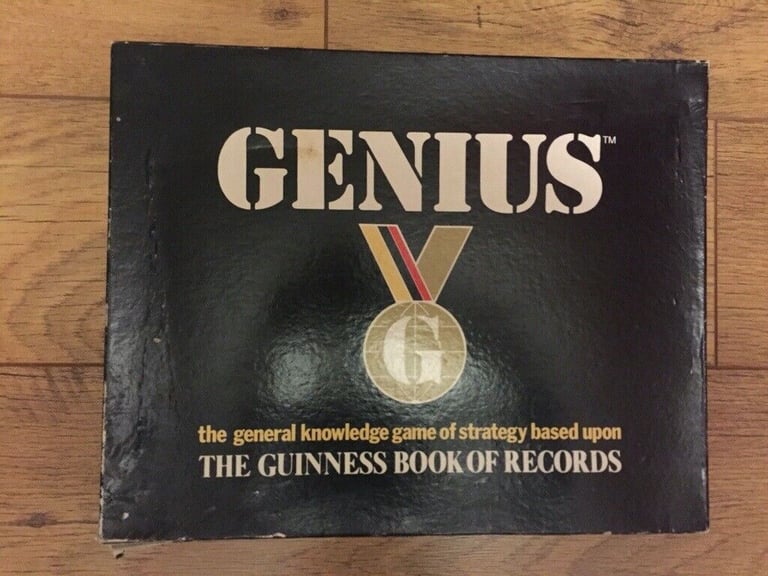 GENIUS™
G
the general knowledge game of strategy based upon
THE GUINNESS BOOK OF RECORDS